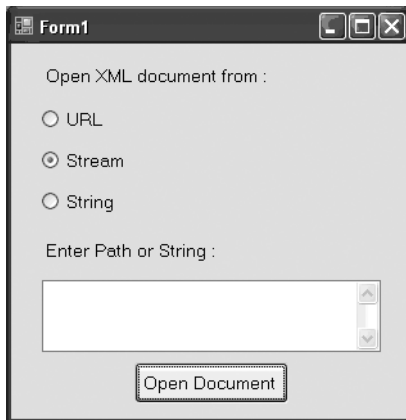 Form1
Open XML document from :
URL
Stream
String
Enter Path or String :
Open Document